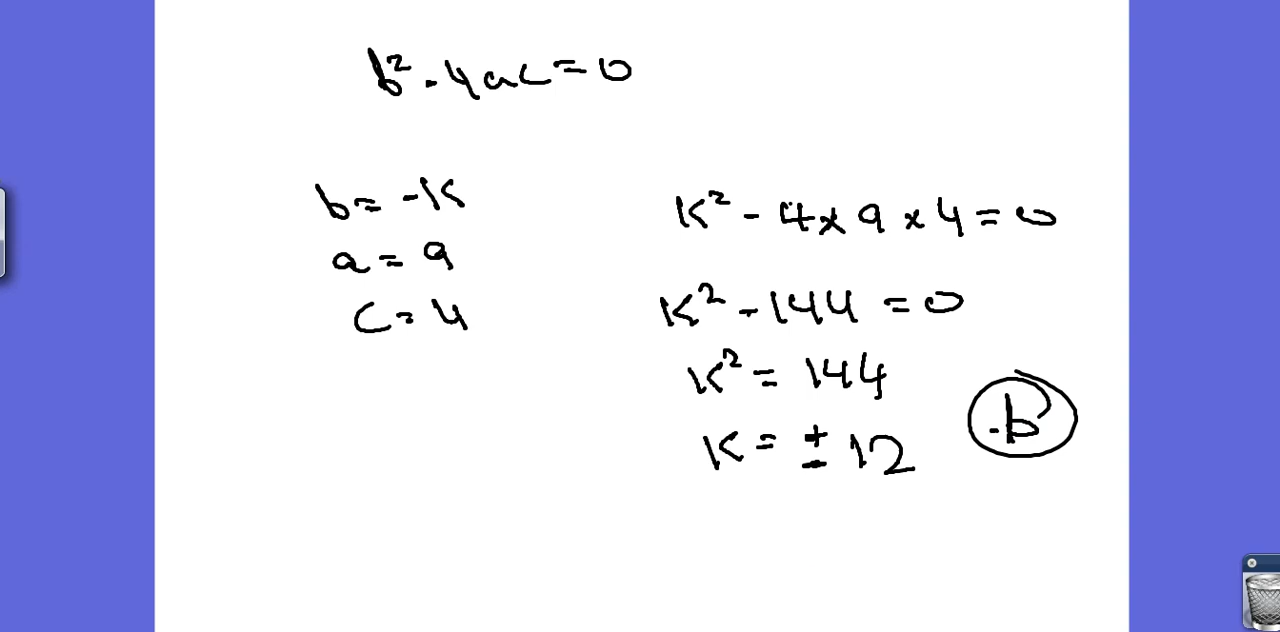 b² - 4ac = 0
b = -K
a = 9
c = 4
K² - 4 x 9 x 4 = 0
K² - 144 = 0
K² = 144
K = ± 12